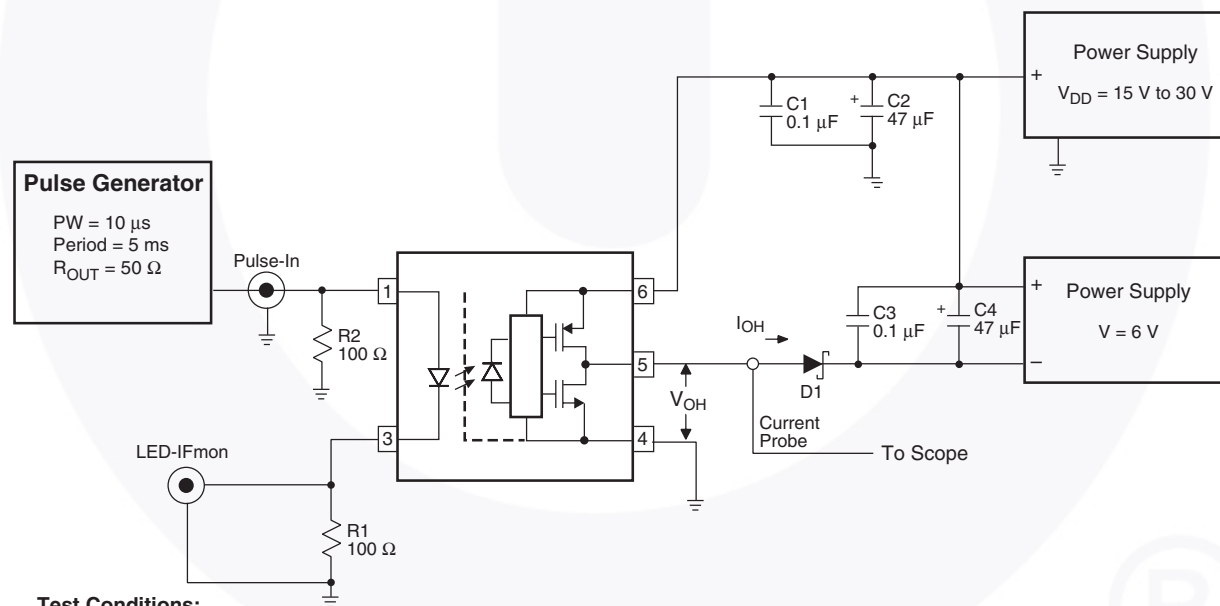 Power Supply
V_DD = 15 V to 30 V
+
C1
0.1 μF
+
C2
47 μF
Pulse Generator
PW = 10 μs
Period = 5 ms
R_OUT = 50 Ω
Pulse-In
1
R2
100 Ω
3
LED-IFmon
R1
100 Ω
6
5
4
V_OH
I_OH
D1
Current
Probe
To Scope
C3
0.1 μF
+
C4
47 μF
+
Power Supply
V = 6 V
–
Test Conditions:
R